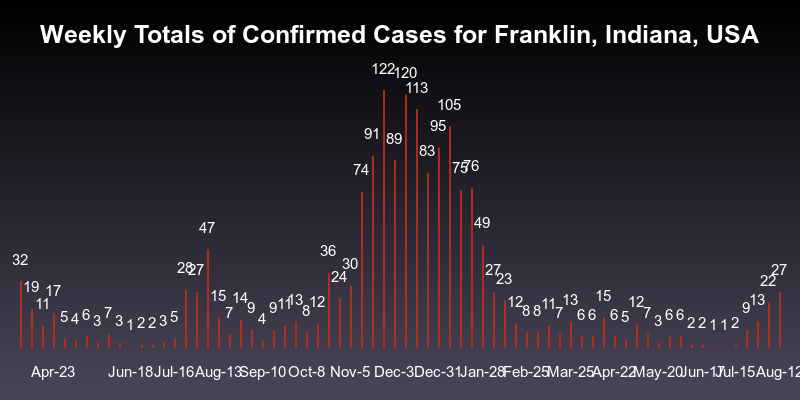 Weekly Totals of Confirmed Cases for Franklin, Indiana, USA
32 19 11 17 5 4 6 3 7 3 1 2 2 3 5 28 27 47 15 7 14 9 4 9 11 13 8 12 36 24 30 74 91 122 89 120 113 83 95 105 75 76 49 27 23 12 8 8 11 7 13 6 6 15 6 5 12 7 3 6 6 2 2 1 1 2 9 13 22 27
Apr-23 Jun-18 Jul-16 Aug-13 Sep-10 Oct-8 Nov-5 Dec-3 Dec-31 Jan-28 Feb-25 Mar-25 Apr-22 May-20 Jun-17 Jul-15 Aug-12